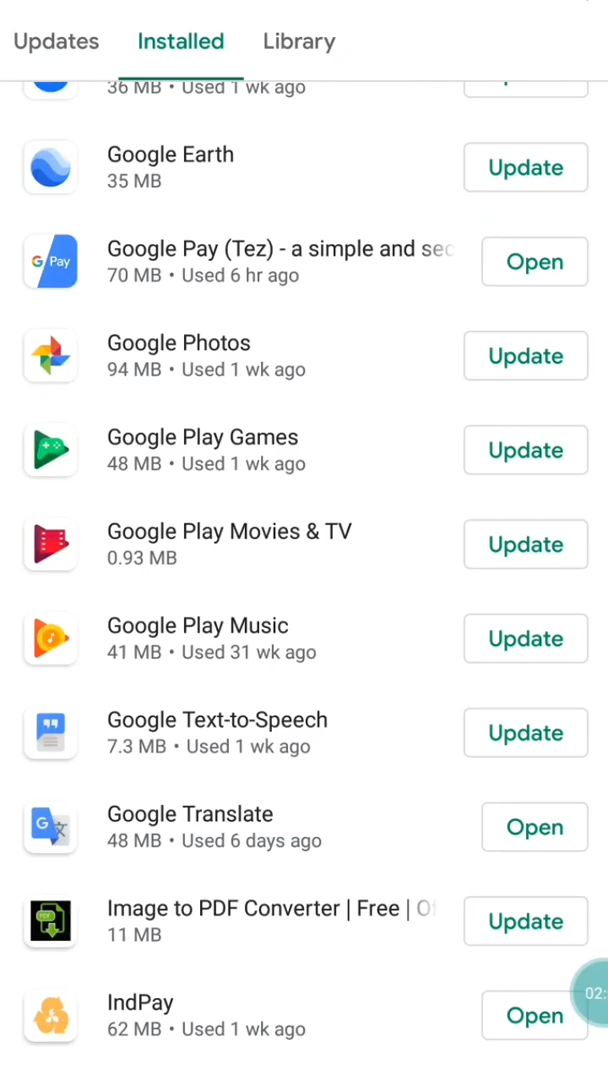 Updates Installed Library
36 MB • Used 1 wk ago
Google Earth
35 MB
Update
G Pay
Google Pay (Tez) - a simple and sec
70 MB • Used 6 hr ago
Open
Google Photos
94 MB • Used 1 wk ago
Update
Google Play Games
48 MB • Used 1 wk ago
Update
Google Play Movies & TV
0.93 MB
Update
Google Play Music
41 MB • Used 31 wk ago
Update
Google Text-to-Speech
7.3 MB • Used 1 wk ago
Update
G 文
Google Translate
48 MB • Used 6 days ago
Open
PDF
Image to PDF Converter | Free | Of
11 MB
Update
02:
IndPay
62 MB • Used 1 wk ago
Open